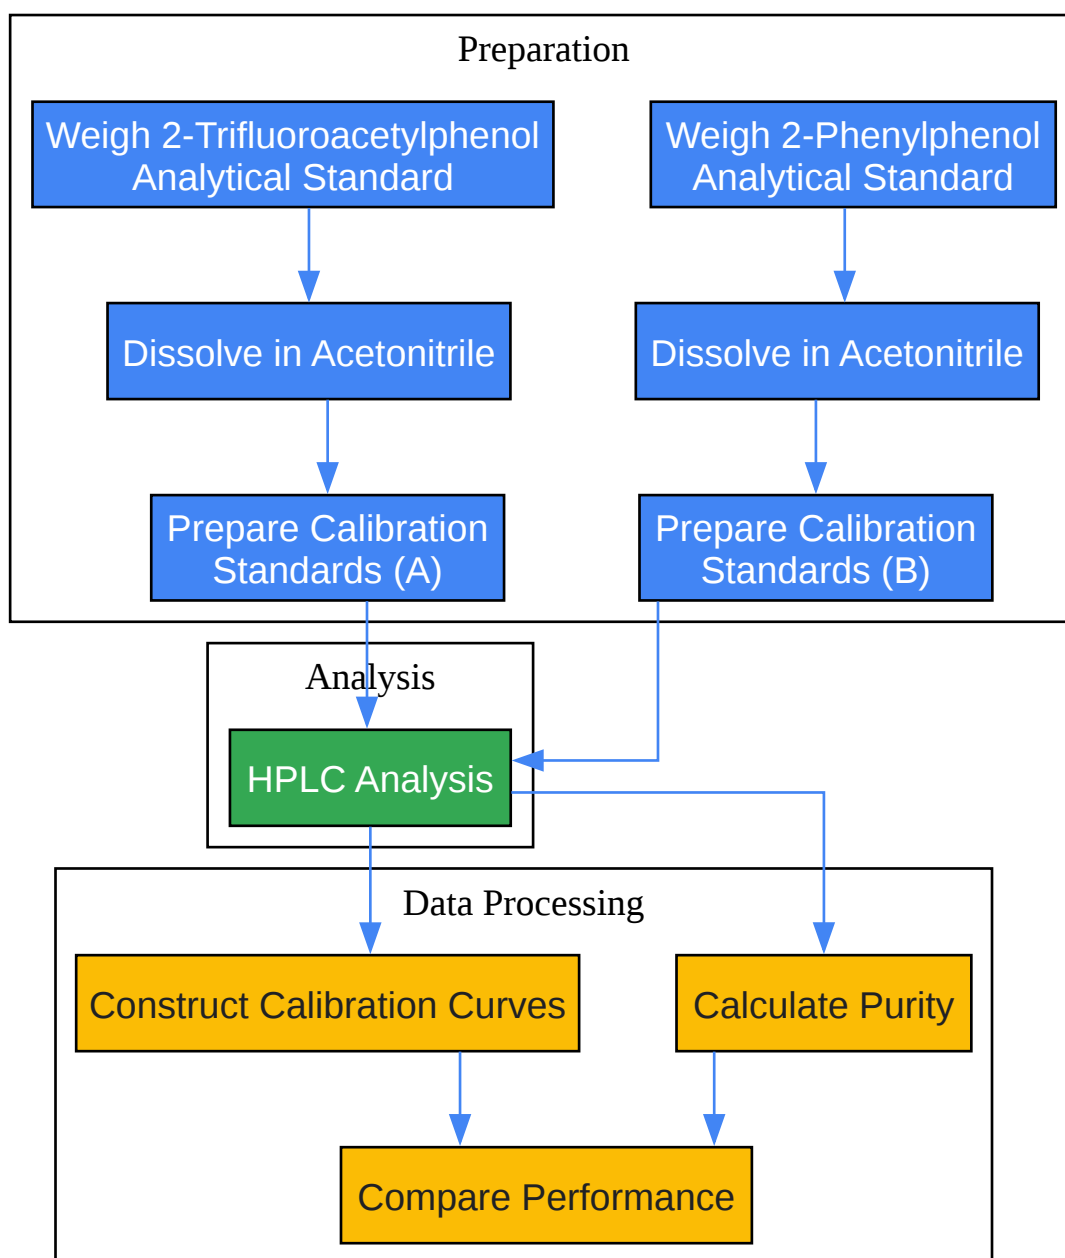 Preparation
Weigh 2-Trifluoroacetylphenol
Analytical Standard
Weigh 2-Phenylphenol
Analytical Standard
Dissolve in Acetonitrile
Dissolve in Acetonitrile
Prepare Calibration
Standards (A)
Prepare Calibration
Standards (B)
Analysis
HPLC Analysis
Data Processing
Construct Calibration Curves
Calculate Purity
Compare Performance